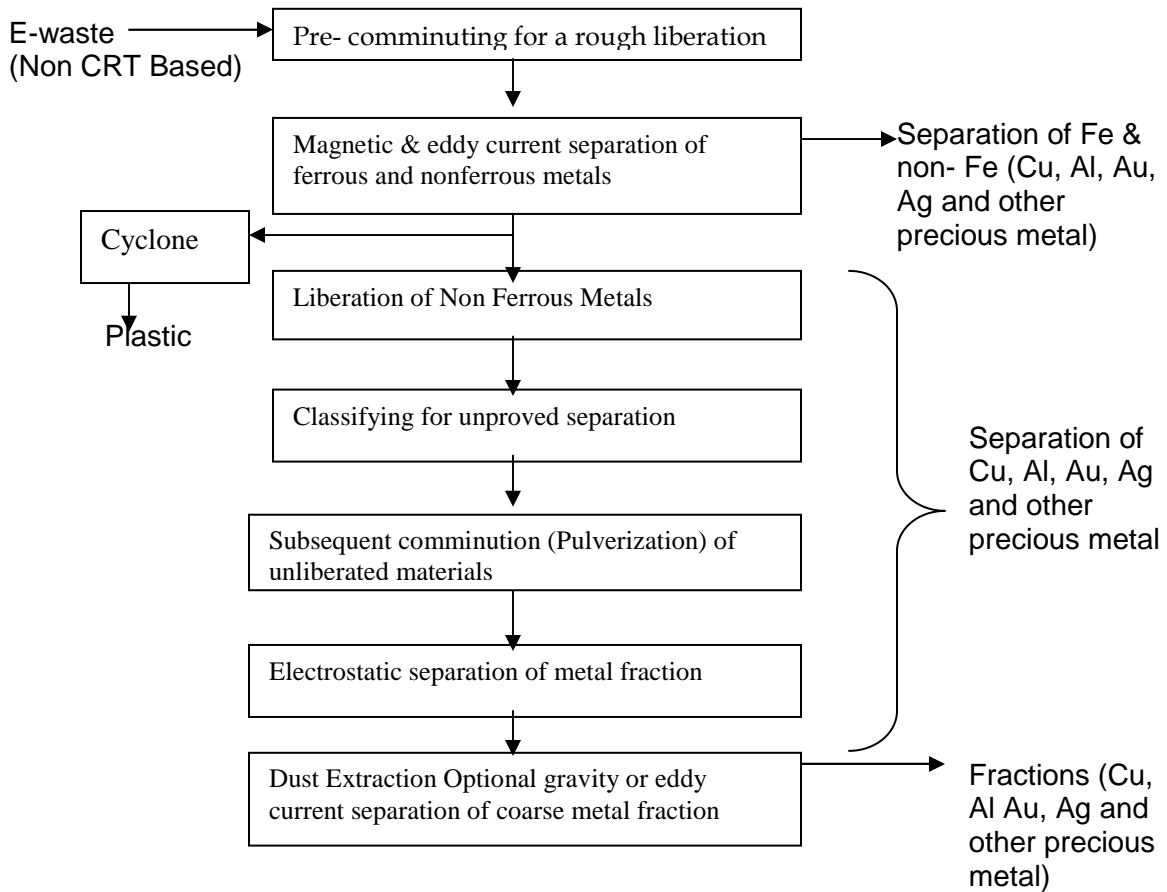 E-waste
(Non CRT Based)
Pre- comminuting for a rough liberation
Magnetic & eddy current separation of
ferrous and nonferrous metals
Separation of Fe &
non- Fe (Cu, Al, Au,
Ag and other
precious metal)
Cyclone
Plastic
Liberation of Non Ferrous Metals
Classifying for unproved separation
Subsequent comminution (Pulverization) of
unliberated materials
Electrostatic separation of metal fraction
Separation of
Cu, Al, Au, Ag
and other
precious metal
Dust Extraction Optional gravity or eddy
current separation of coarse metal fraction
Fractions (Cu,
Al Au, Ag and
other precious
metal)